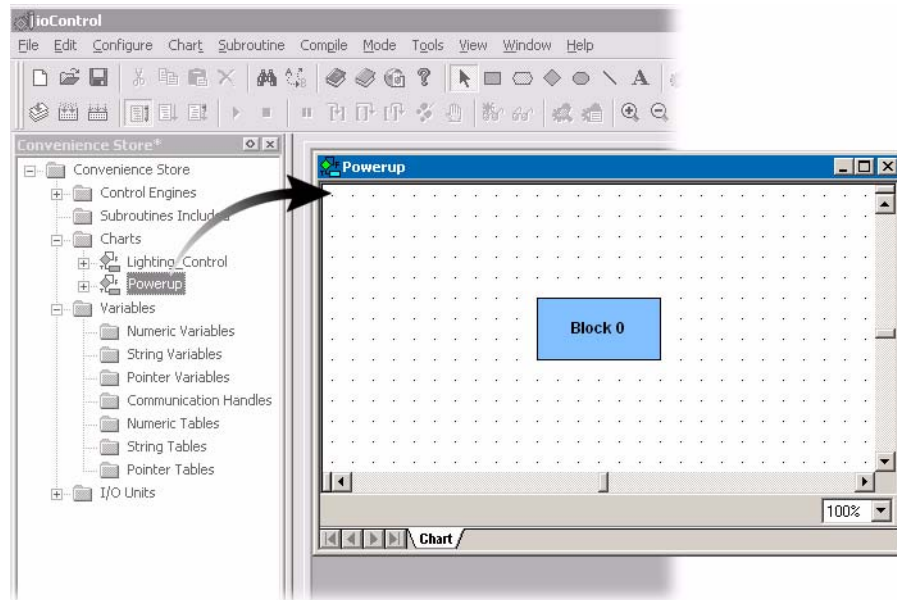 ioControl
File Edit Configure Chart Subroutine Compile Mode Tools View Window Help
Convenience Store*
Convenience Store
Control Engines
Subroutines Included
Charts
Lighting_Control
Powerup
Variables
Numeric Variables
String Variables
Pointer Variables
Communication Handles
Numeric Tables
String Tables
Pointer Tables
I/O Units
Powerup
Block 0
100%
Chart